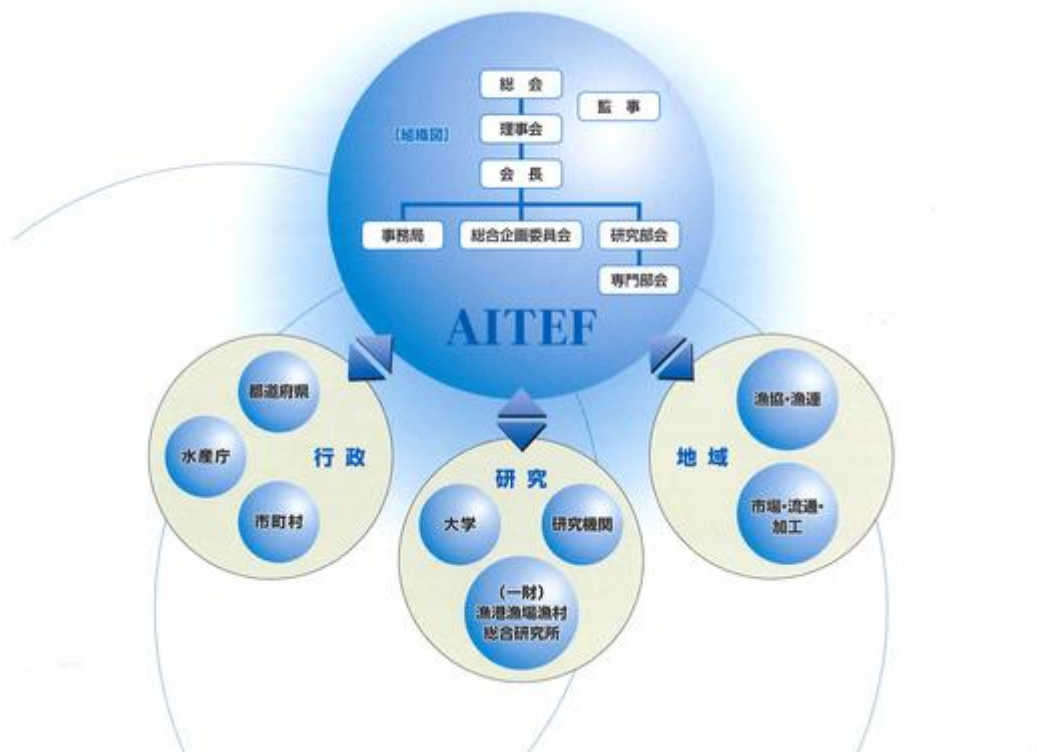 総 会
監 事
[組織図]
理事会
会 長
事務局
総合企画委員会
研究部会
専門部会
AITEF
都道府県
水産庁
行 政
市町村
研 究
大学
研究機関
(一財)
漁港漁場漁村
総合研究所
地 域
漁協・漁連
市場・流通・
加工